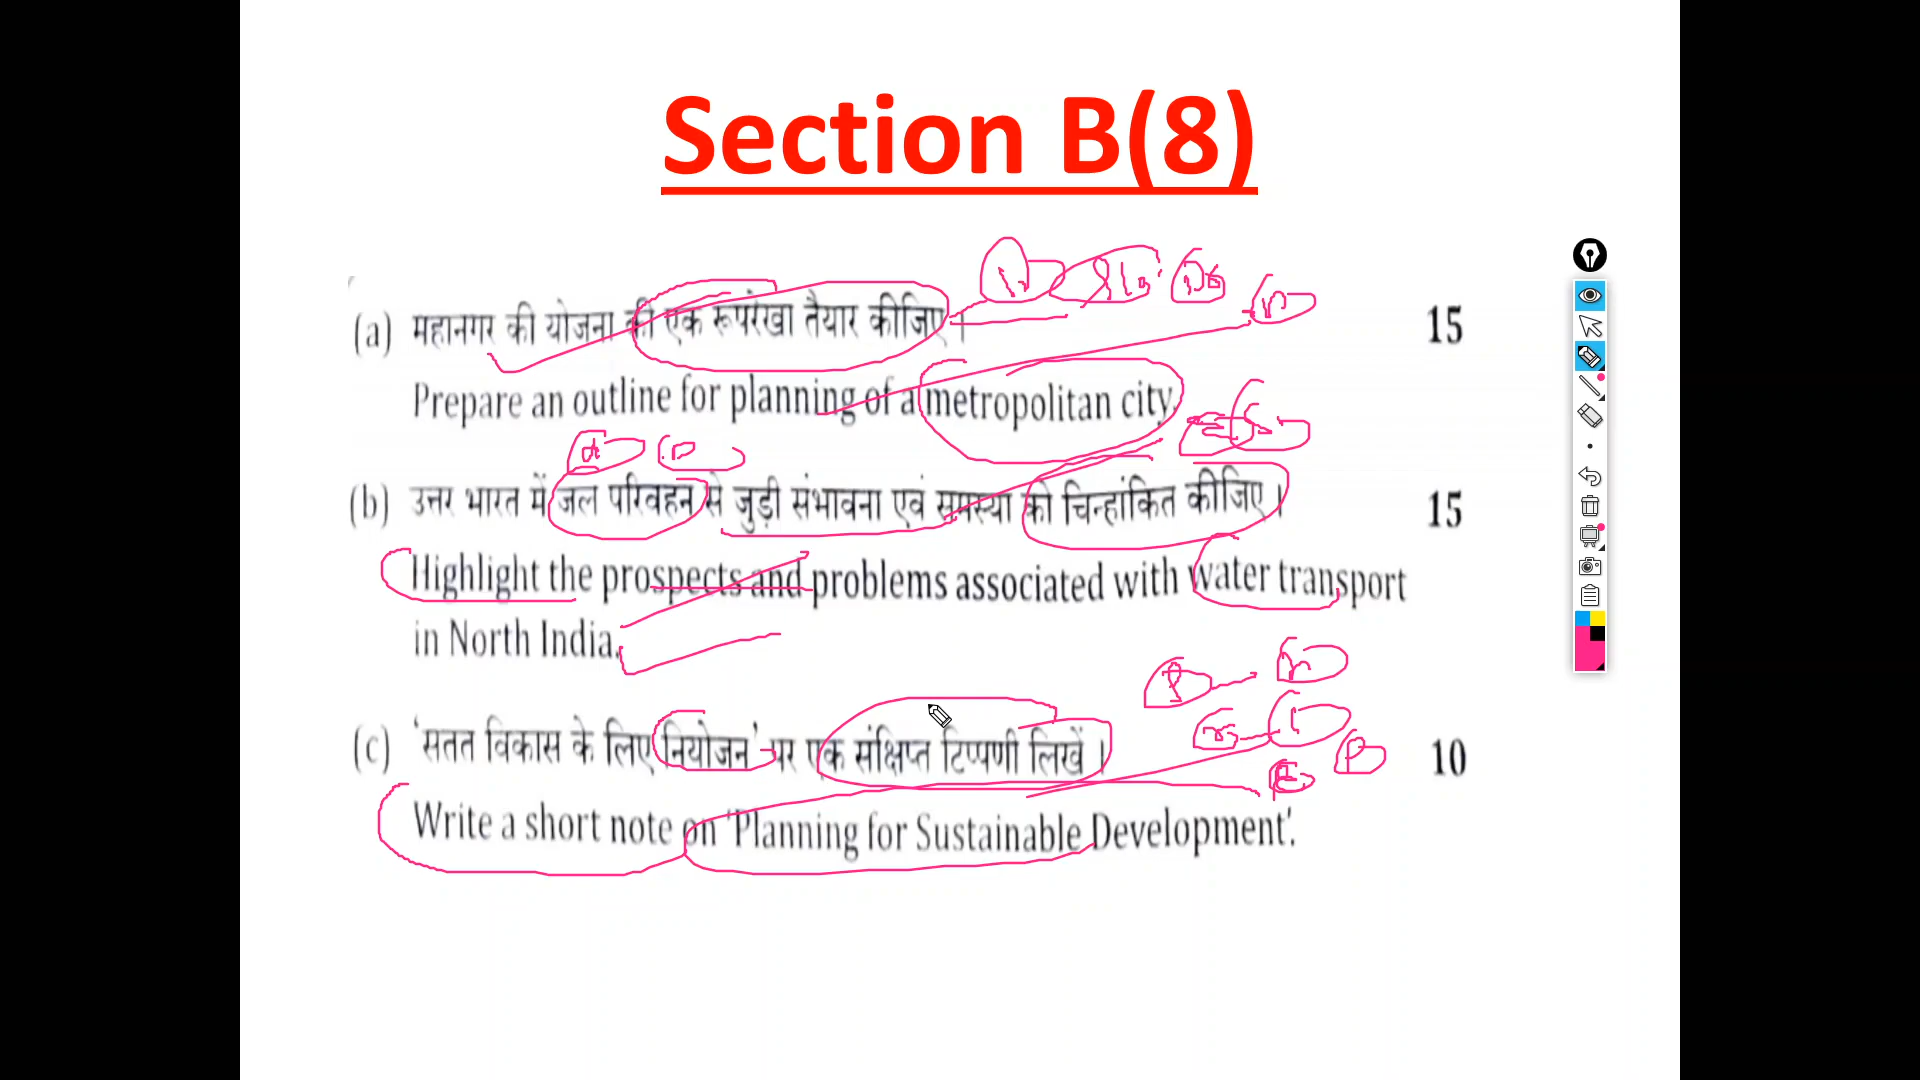 Section B(8)
(a) महानगर की योजना की एक रूपरेखा तैयार कीजिए । 15
Prepare an outline for planning of a metropolitan city.
(b) उत्तर भारत में जल परिवहन से जुड़ी संभावना एवं समस्या को चिन्हांकित कीजिए । 15
Highlight the prospects and problems associated with water transport
in North India.
(c) 'सतत विकास के लिए नियोजन' पर एक संक्षिप्त टिप्पणी लिखें । 10
Write a short note on 'Planning for Sustainable Development'.